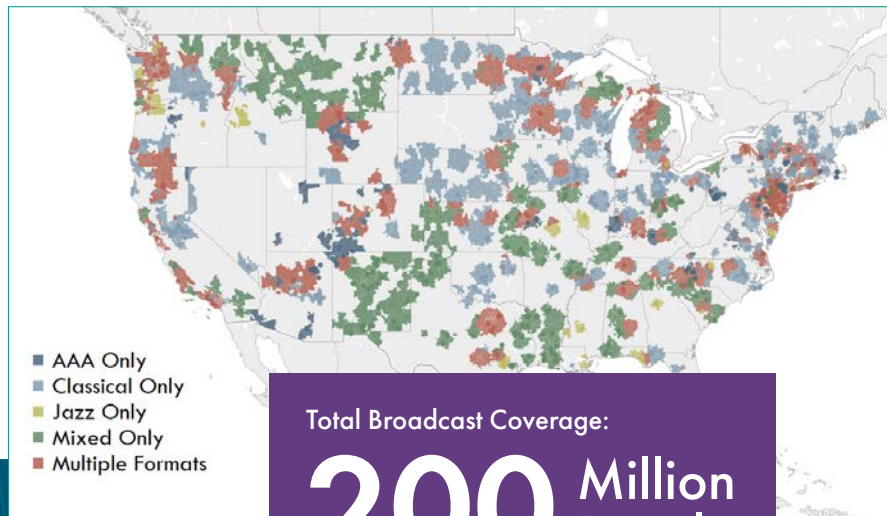 AAA Only
Classical Only
Jazz Only
Mixed Only
Multiple Formats
Total Broadcast Coverage:
200 Million